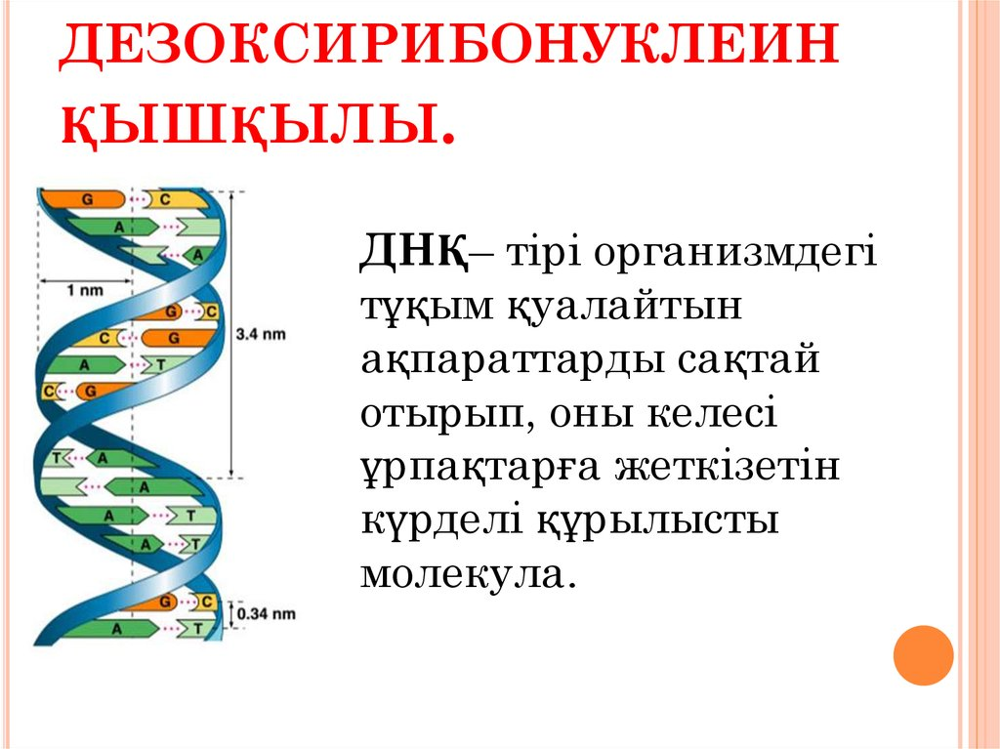 ДЕЗОКСИРИБОНУКЛЕИН
ҚЫШҚЫЛЫ.
ДНҚ– тірі организмдегі
тұқым қуалайтын
ақпараттарды сақтай
отырып, оны келесі
ұрпақтарға жеткізетін
күрделі құрылысты
молекула.
G C
A
A
1 nm
G C
3.4 nm
C G
A T
C G
T A
A
A T
A T
G C
0.34 nm
A T